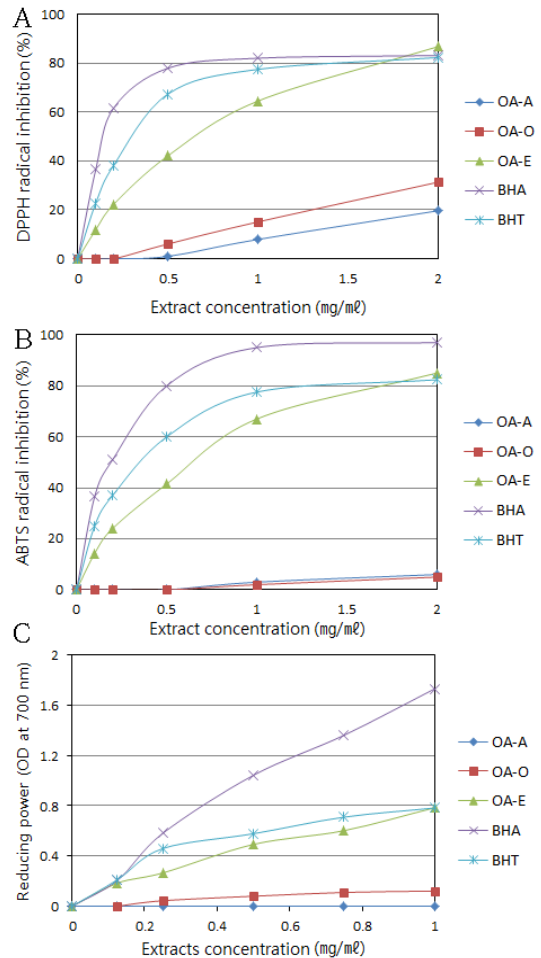 A
DPPH radical inhibition (%)
100
80
60
40
20
0
0
0.5
1
1.5
2
Extract concentration (mg/mℓ)
OA-A
OA-O
OA-E
BHA
BHT
B
ABTS radical inhibition (%)
100
80
60
40
20
0
0
0.5
1
1.5
2
Extract concentration (mg/mℓ)
OA-A
OA-O
OA-E
BHA
BHT
C
Reducing power (OD at 700 nm)
2
1.6
1.2
0.8
0.4
0
0
0.2
0.4
0.6
0.8
1
Extracts concentration (mg/mℓ)
OA-A
OA-O
OA-E
BHA
BHT